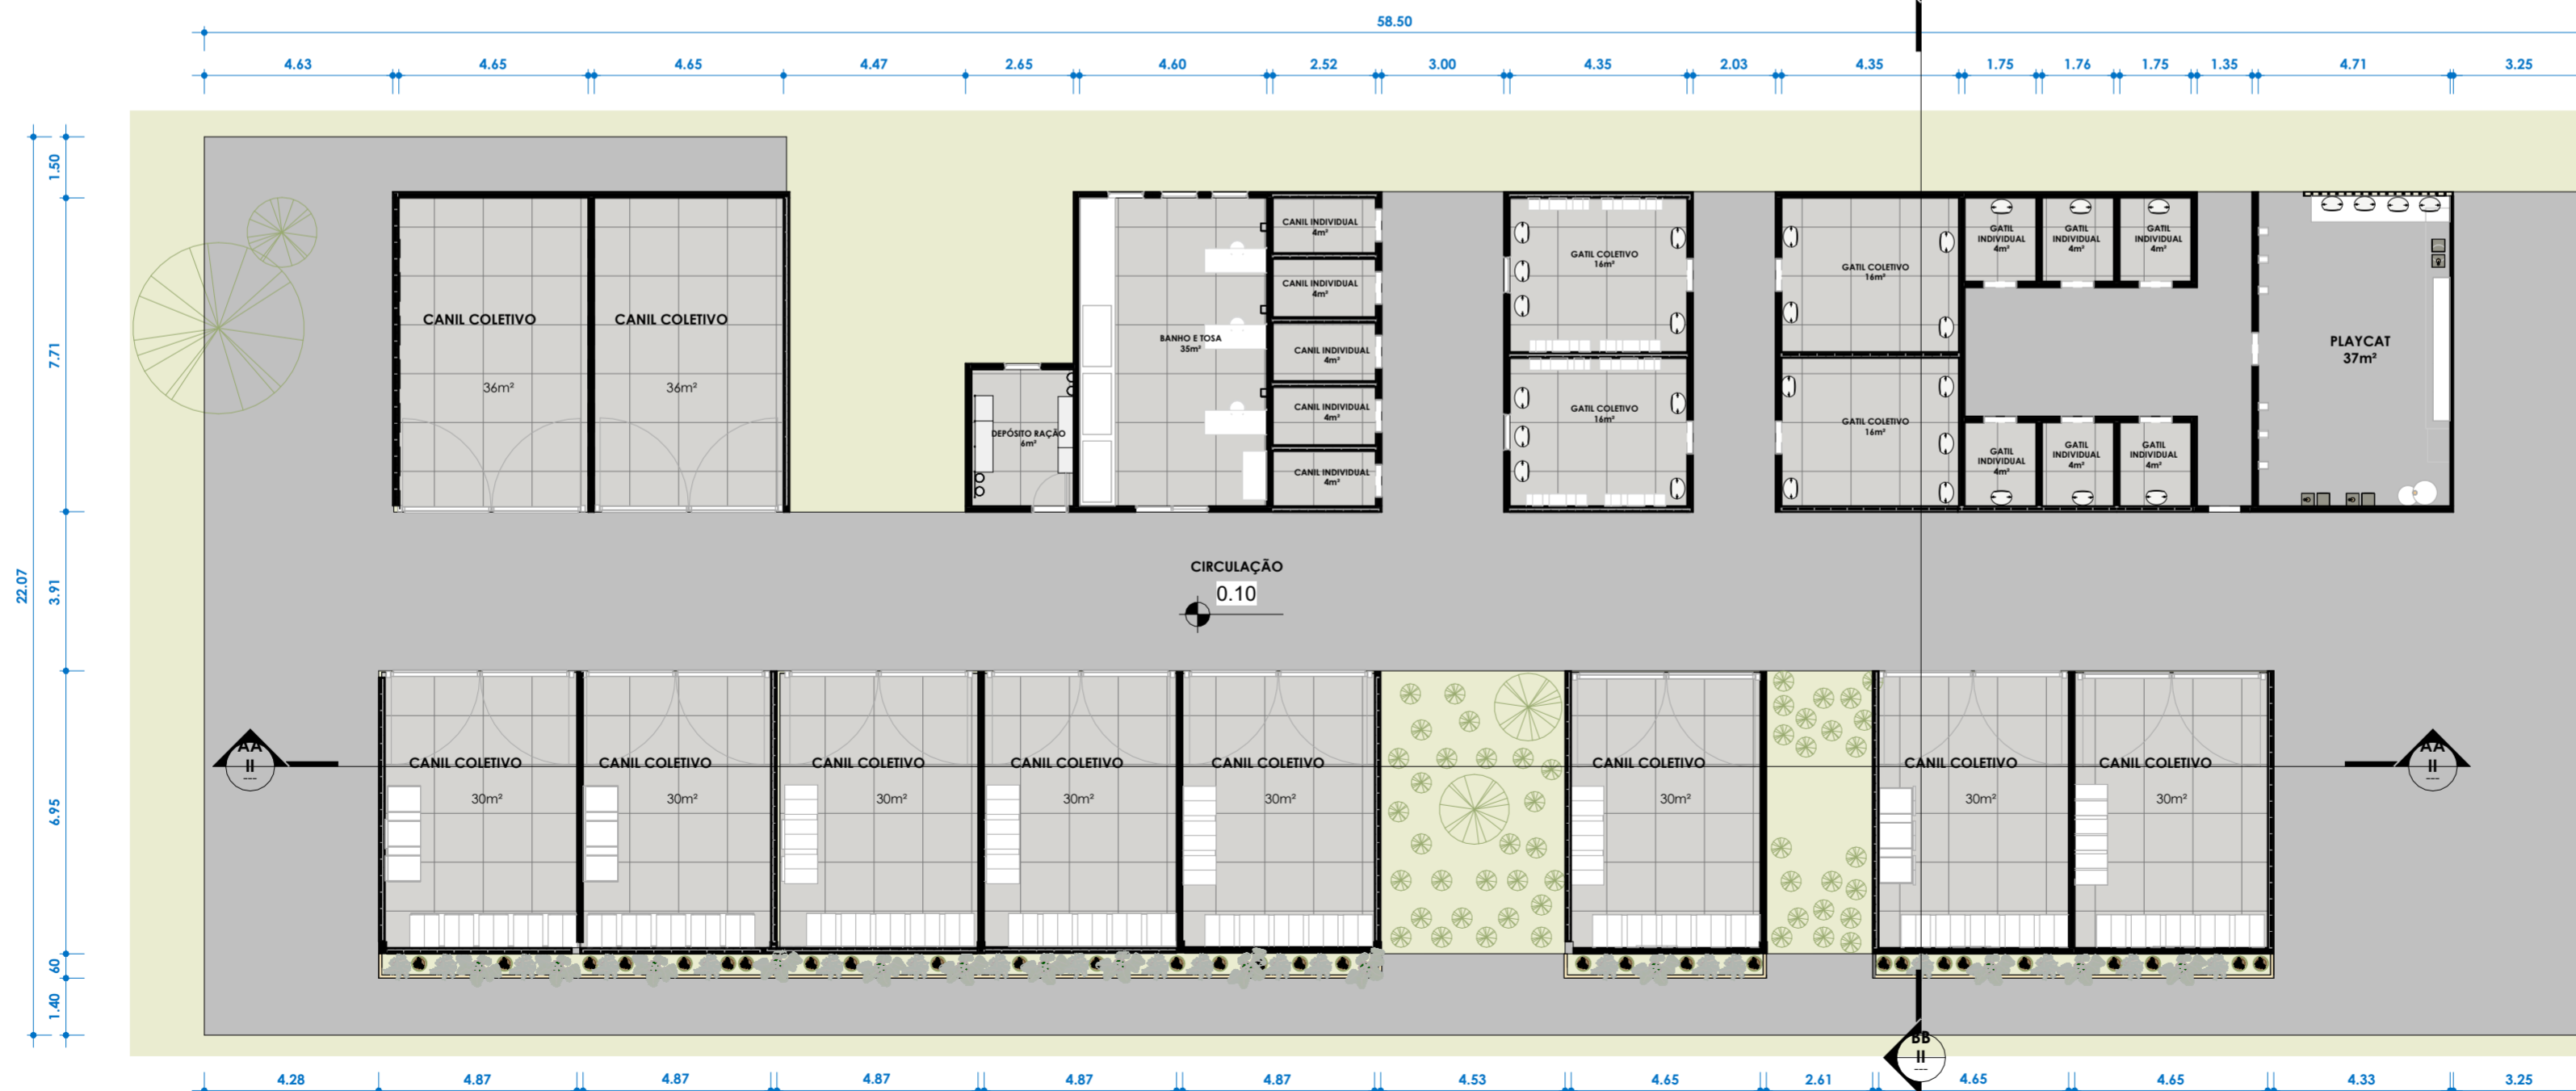 58.50
4.63 4.65 4.65 4.47 2.65 4.60 2.52 3.00 4.35 2.03 4.35 1.75 1.76 1.75 1.35 4.71 3.25
22.07
1.50
7.71
3.91
6.95
60
1.40
CANIL COLETIVO
36m²
CANIL COLETIVO
36m²
DEPÓSITO RAÇÃO
6m²
BANHO E TOSA
35m²
CANIL INDIVIDUAL
4m²
CANIL INDIVIDUAL
4m²
CANIL INDIVIDUAL
4m²
CANIL INDIVIDUAL
4m²
CANIL INDIVIDUAL
4m²
GATIL COLETIVO
16m²
GATIL COLETIVO
16m²
GATIL COLETIVO
16m²
GATIL COLETIVO
16m²
GATIL
INDIVIDUAL
4m²
GATIL
INDIVIDUAL
4m²
GATIL
INDIVIDUAL
4m²
GATIL
INDIVIDUAL
4m²
GATIL
INDIVIDUAL
4m²
GATIL
INDIVIDUAL
4m²
PLAYCAT
37m²
CIRCULAÇÃO
0.10
AA
II
---
CANIL COLETIVO
30m²
CANIL COLETIVO
30m²
CANIL COLETIVO
30m²
CANIL COLETIVO
30m²
CANIL COLETIVO
30m²
CANIL COLETIVO
30m²
CANIL COLETIVO
30m²
CANIL COLETIVO
30m²
AA
II
---
BB
II
---
4.28 4.87 4.87 4.87 4.87 4.87 4.53 4.65 2.61 4.65 4.65 4.33 3.25